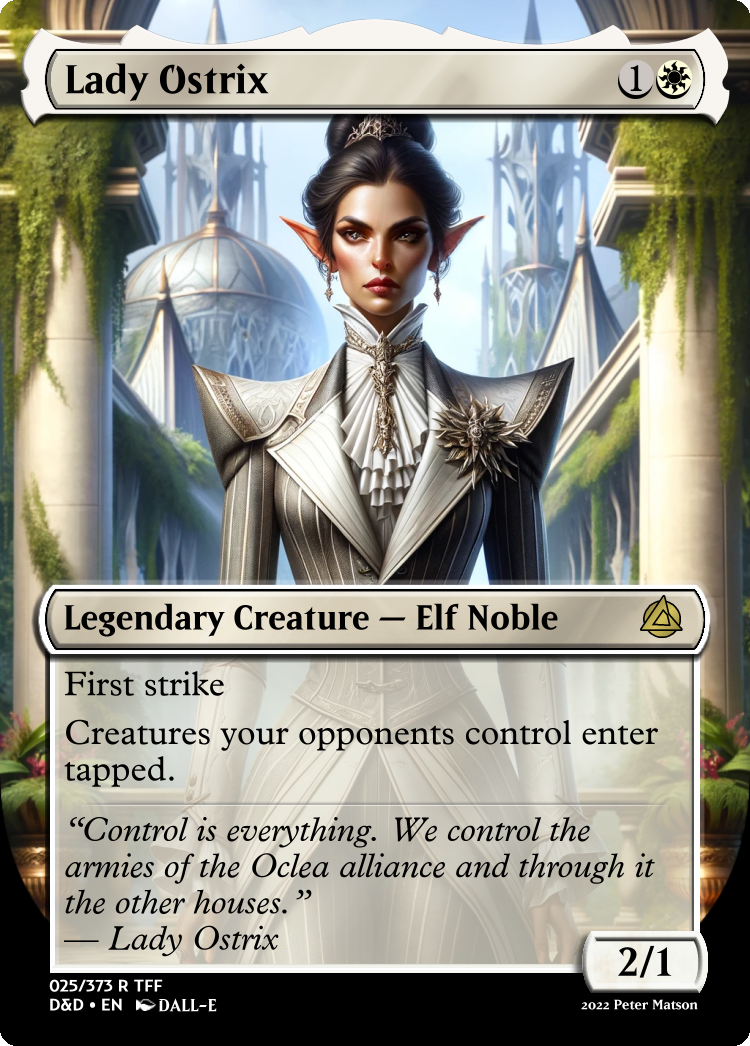 Lady Ostrix 1
Legendary Creature — Elf Noble
First strike
Creatures your opponents control enter
tapped.
“Control is everything. We control the
armies of the Oclea alliance and through it
the other houses.”
— Lady Ostrix
2/1
025/373 R TFF
D&D • EN DALL-E
2022 Peter Matson